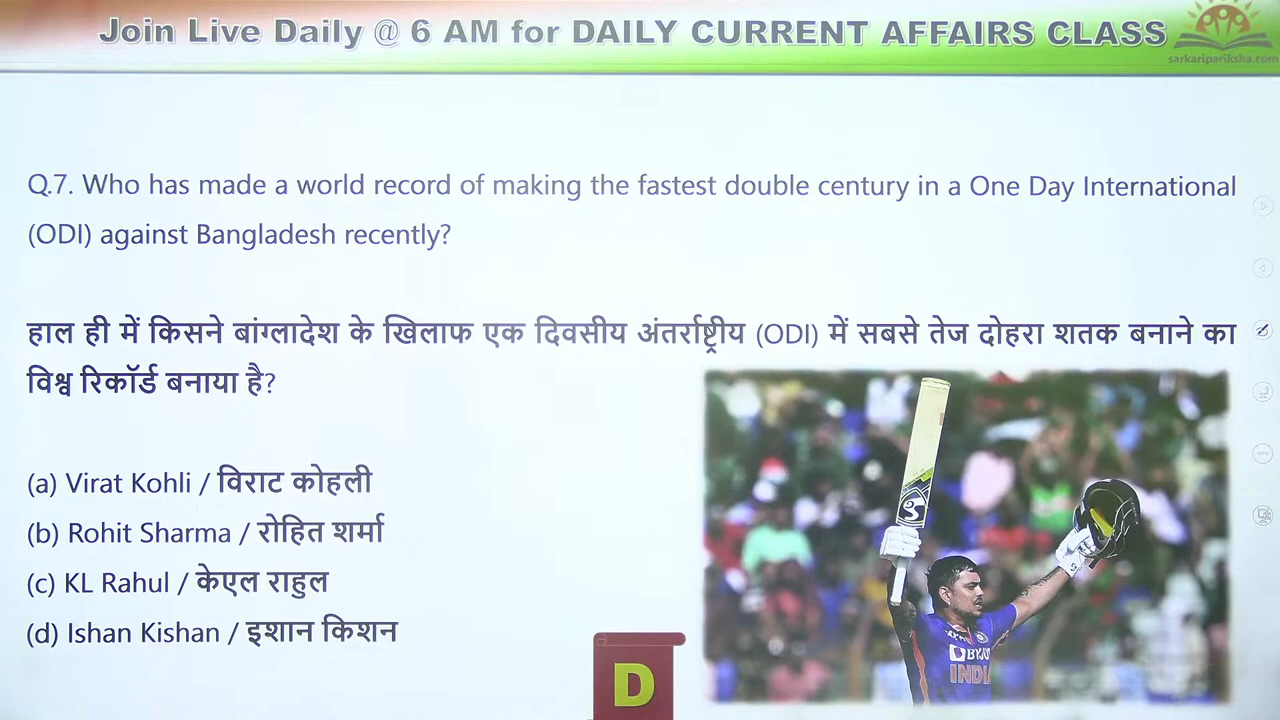 Join Live Daily @ 6 AM for DAILY CURRENT AFFAIRS CLASS
sarkaripariksha.com
Q.7. Who has made a world record of making the fastest double century in a One Day International
(ODI) against Bangladesh recently?
हाल ही में किसने बांग्लादेश के खिलाफ एक दिवसीय अंतर्राष्ट्रीय (ODI) में सबसे तेज दोहरा शतक बनाने का
विश्व रिकॉर्ड बनाया है?
(a) Virat Kohli / विराट कोहली
(b) Rohit Sharma / रोहित शर्मा
(c) KL Rahul / केएल राहुल
(d) Ishan Kishan / इशान किशन
D
BYJU
INDIA